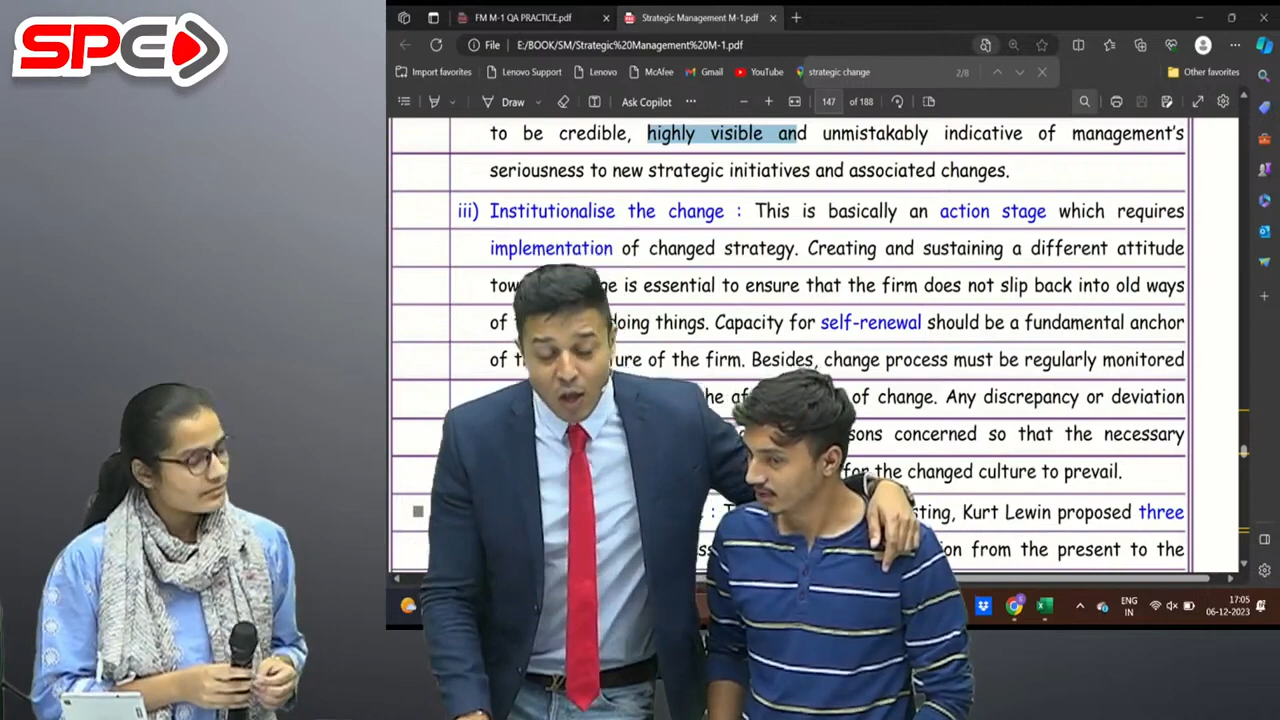 SPC
FM M-1 QA PRACTICE.pdf
Strategic Management M-1.pdf
File
E:/BOOK/SM/Strategic%20Management%20M-1.pdf
Import favorites
Lenovo Support
Lenovo
McAfee
Gmail
YouTube
strategic change
2/8
Other favorites
Draw
Ask Copilot
147
of 188
to be credible, highly visible and unmistakably indicative of management's
seriousness to new strategic initiatives and associated changes.
iii) Institutionalise the change : This is basically an action stage which requires
implementation of changed strategy. Creating and sustaining a different attitude
is essential to ensure that the firm does not slip back into old ways
of doing things. Capacity for self-renewal should be a fundamental anchor
of of the firm. Besides, change process must be regularly monitored
of change. Any discrepancy or deviation
concerned so that the necessary
for the changed culture to prevail.
: Kurt Lewin proposed three
from the present to the
ENG
IN
17:05
06-12-2023